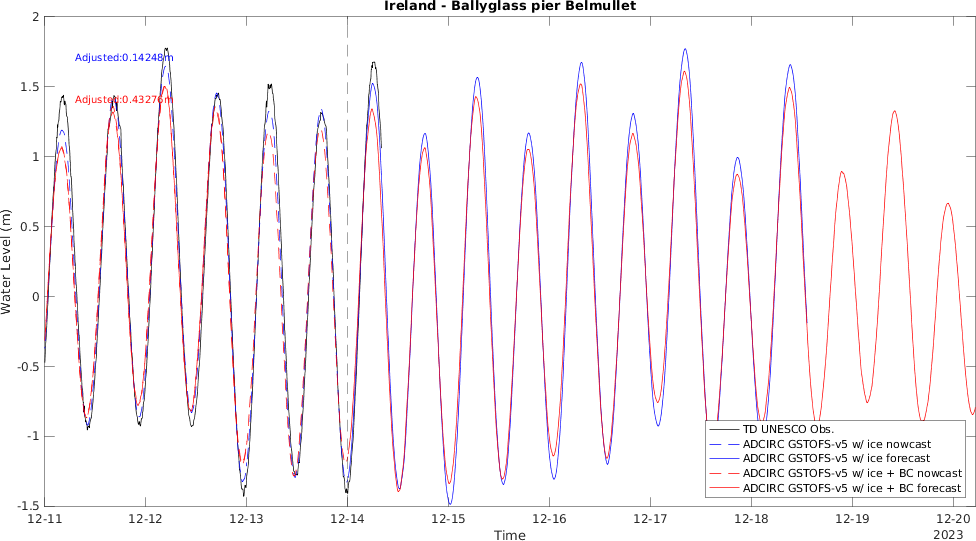 Ireland - Ballyglass pier Belmullet
2
1.5
1
0.5
0
-0.5
-1
-1.5
Water Level (m)
Adjusted:0.14248m
Adjusted:0.43276m
TD UNESCO Obs.
ADCIRC GSTOFS-v5 w/ ice nowcast
ADCIRC GSTOFS-v5 w/ ice forecast
ADCIRC GSTOFS-v5 w/ ice + BC nowcast
ADCIRC GSTOFS-v5 w/ ice + BC forecast
12-11 12-12 12-13 12-14 12-15 12-16 12-17 12-18 12-19 12-20
Time
2023